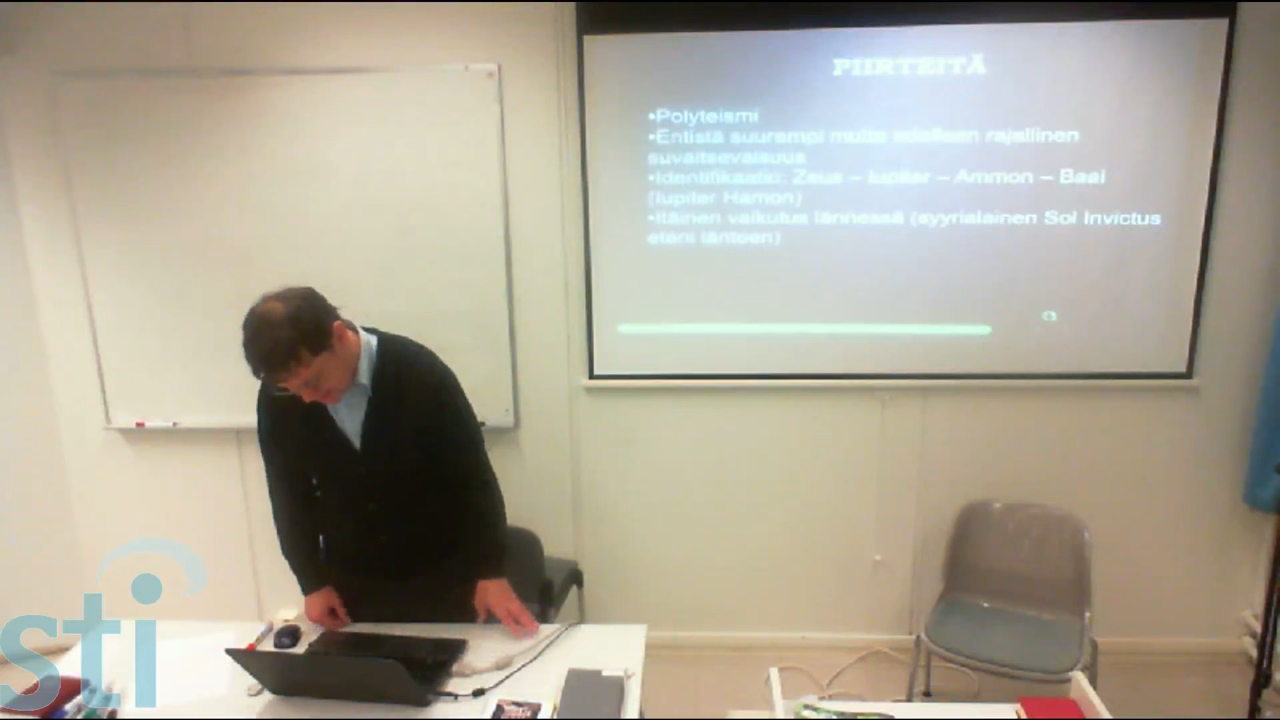 PIIRTEITÄ
•Polyteismi
•Entistä suurempi mutta edelleen rajallinen
suvaitsevaisuus
•Identifikaatio: Zeus – Iupiter – Ammon – Baal
(Iupiter Hamon)
•Itäinen vaikutus lännessä (syyrialainen Sol Invictus
eteni länteen)
sti